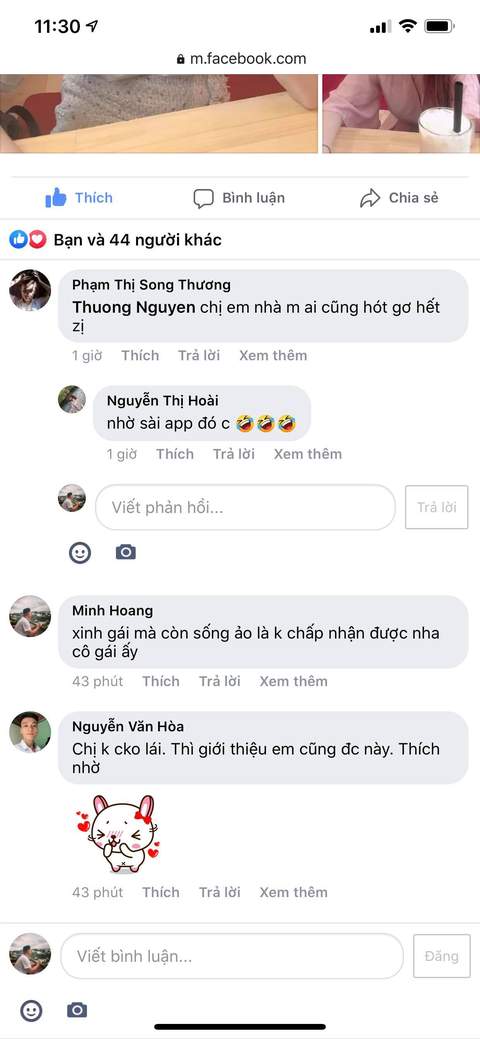 11:30
m.facebook.com
Thích
Bình luận
Chia sẻ
Bạn và 44 người khác
Phạm Thị Song Thương
Thuong Nguyen chị em nhà m ai cũng hót gơ hết
zị
1 giờ Thích Trả lời Xem thêm
Nguyễn Thị Hoài
nhờ sài app đó c 🤣🤣🤣
1 giờ Thích Trả lời Xem thêm
Viết phản hồi...
Trả lời
Minh Hoang
xinh gái mà còn sống ảo là k chấp nhận được nha
cô gái ấy
43 phút Thích Trả lời Xem thêm
Nguyễn Văn Hòa
Chị k cko lái. Thì giới thiệu em cũng đc này. Thích
nhờ
43 phút Thích Trả lời Xem thêm
Viết bình luận...
Đăng